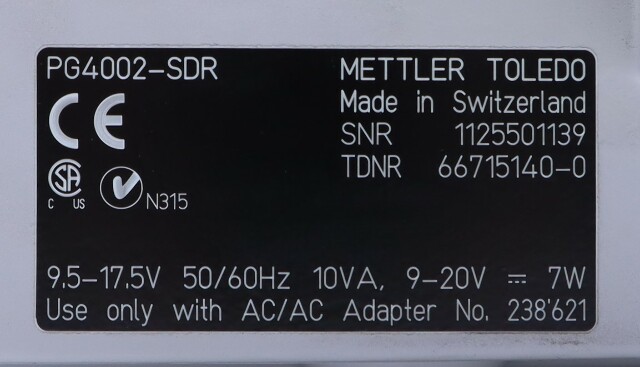 PG4002-SDR
METTLER TOLEDO
Made in Switzerland
CE
SNR 1125501139
TDNR 66715140-0
SA
C US
N315
9.5-17.5V 50/60Hz 10VA, 9-20V ⎓ 7W
Use only with AC/AC Adapter No. 238'621